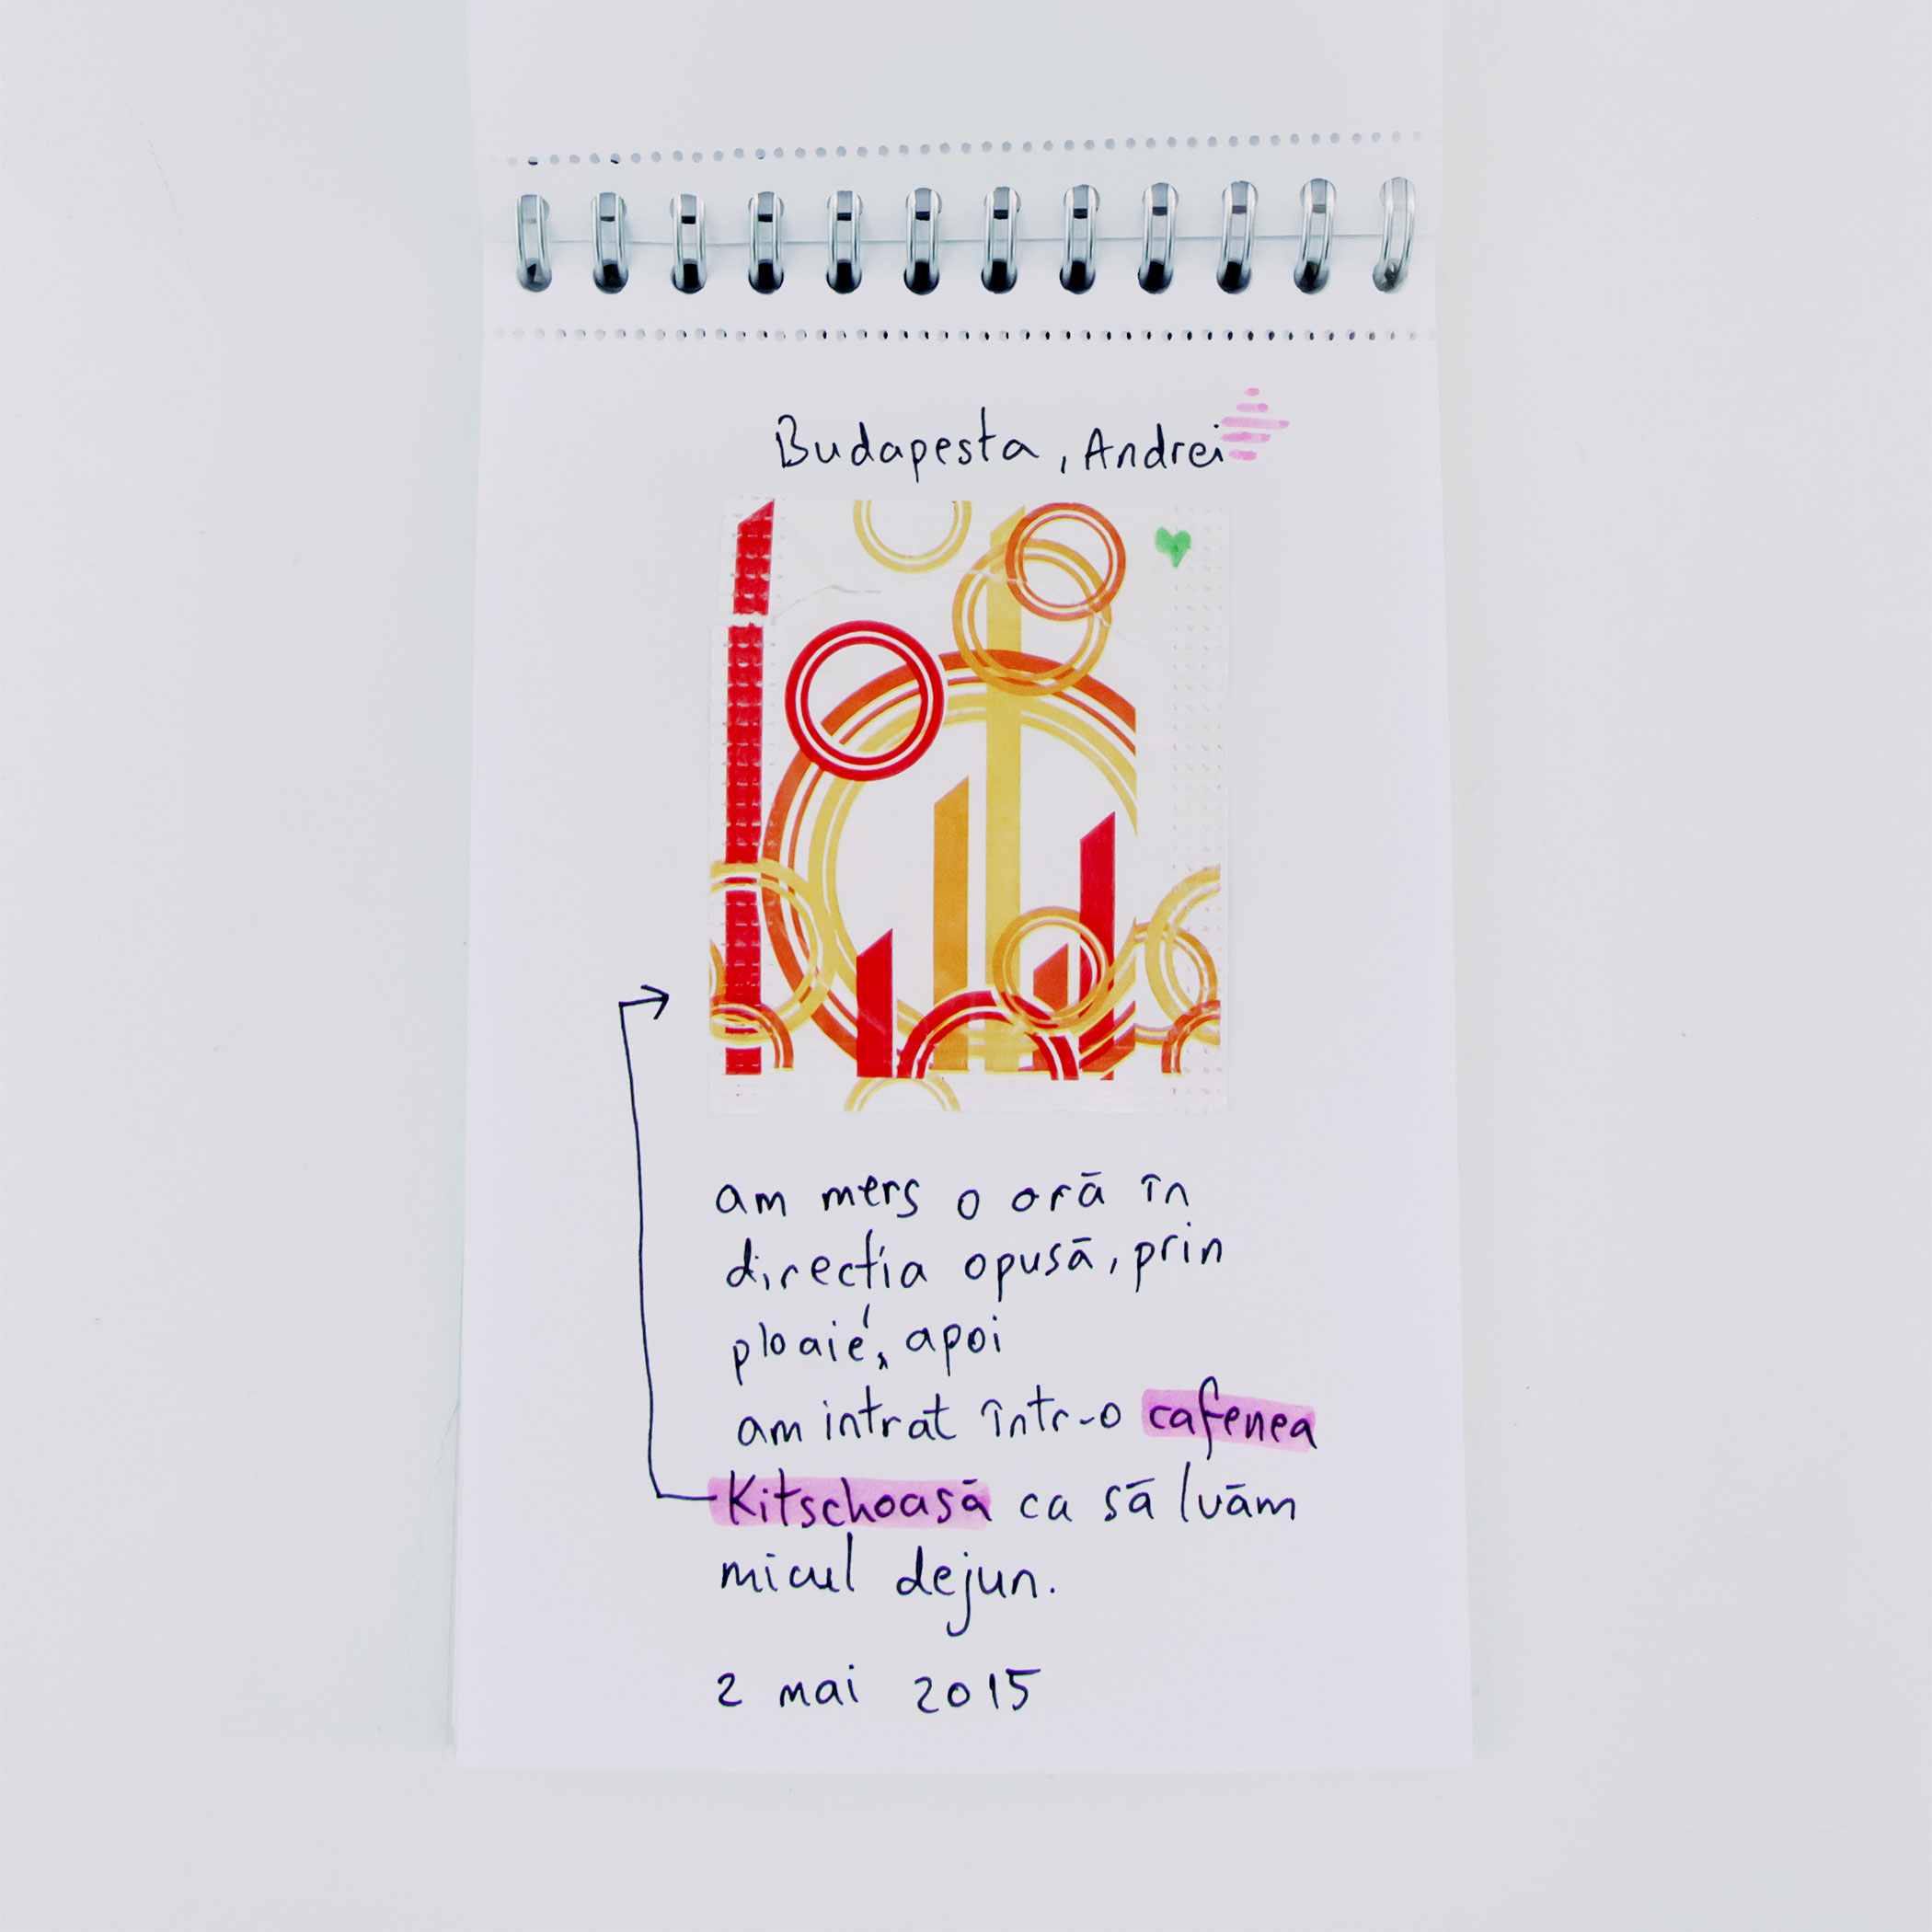 Budapesta, Andrei
am mers o oră în
direcția opusă, prin
ploaie, apoi
am intrat într-o cafenea
Kitschoasă ca să luăm
micul dejun.
2 mai 2015